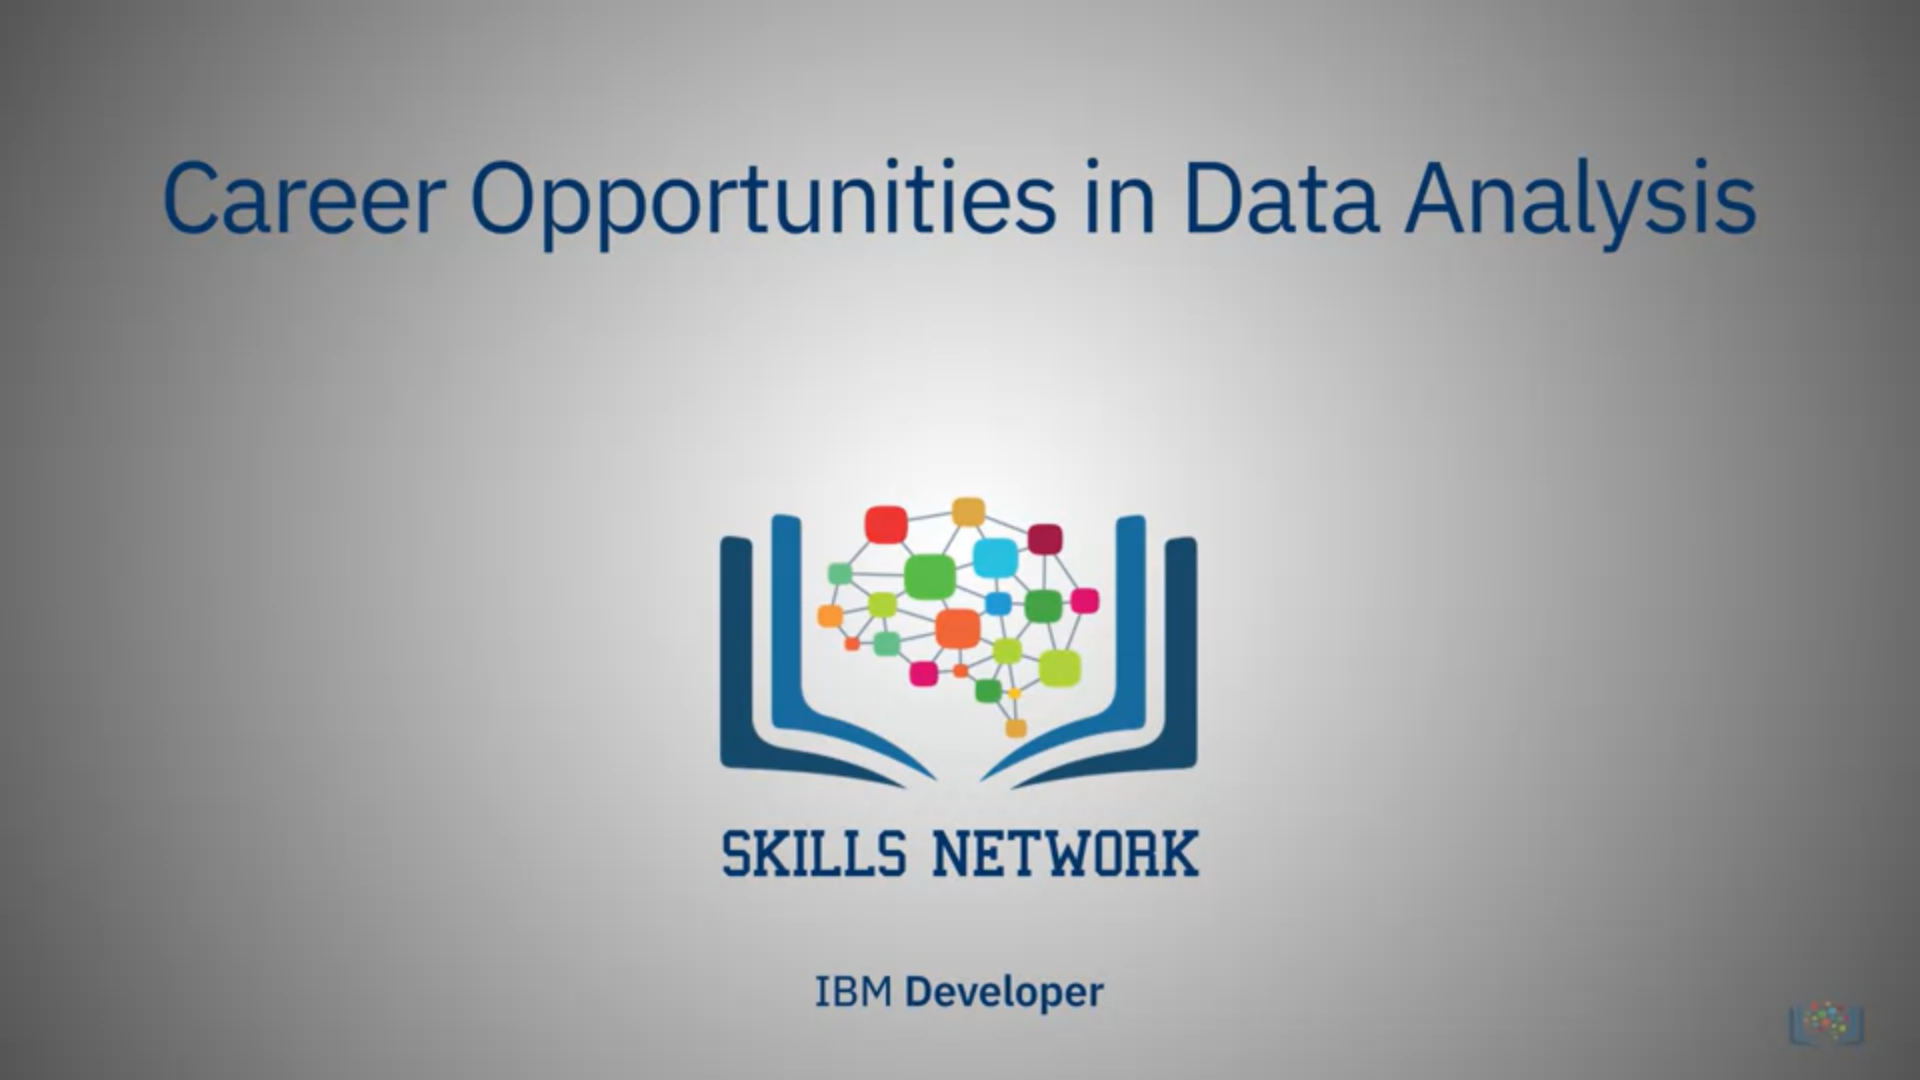 Career Opportunities in Data Analysis
SKILLS NETWORK
IBM Developer